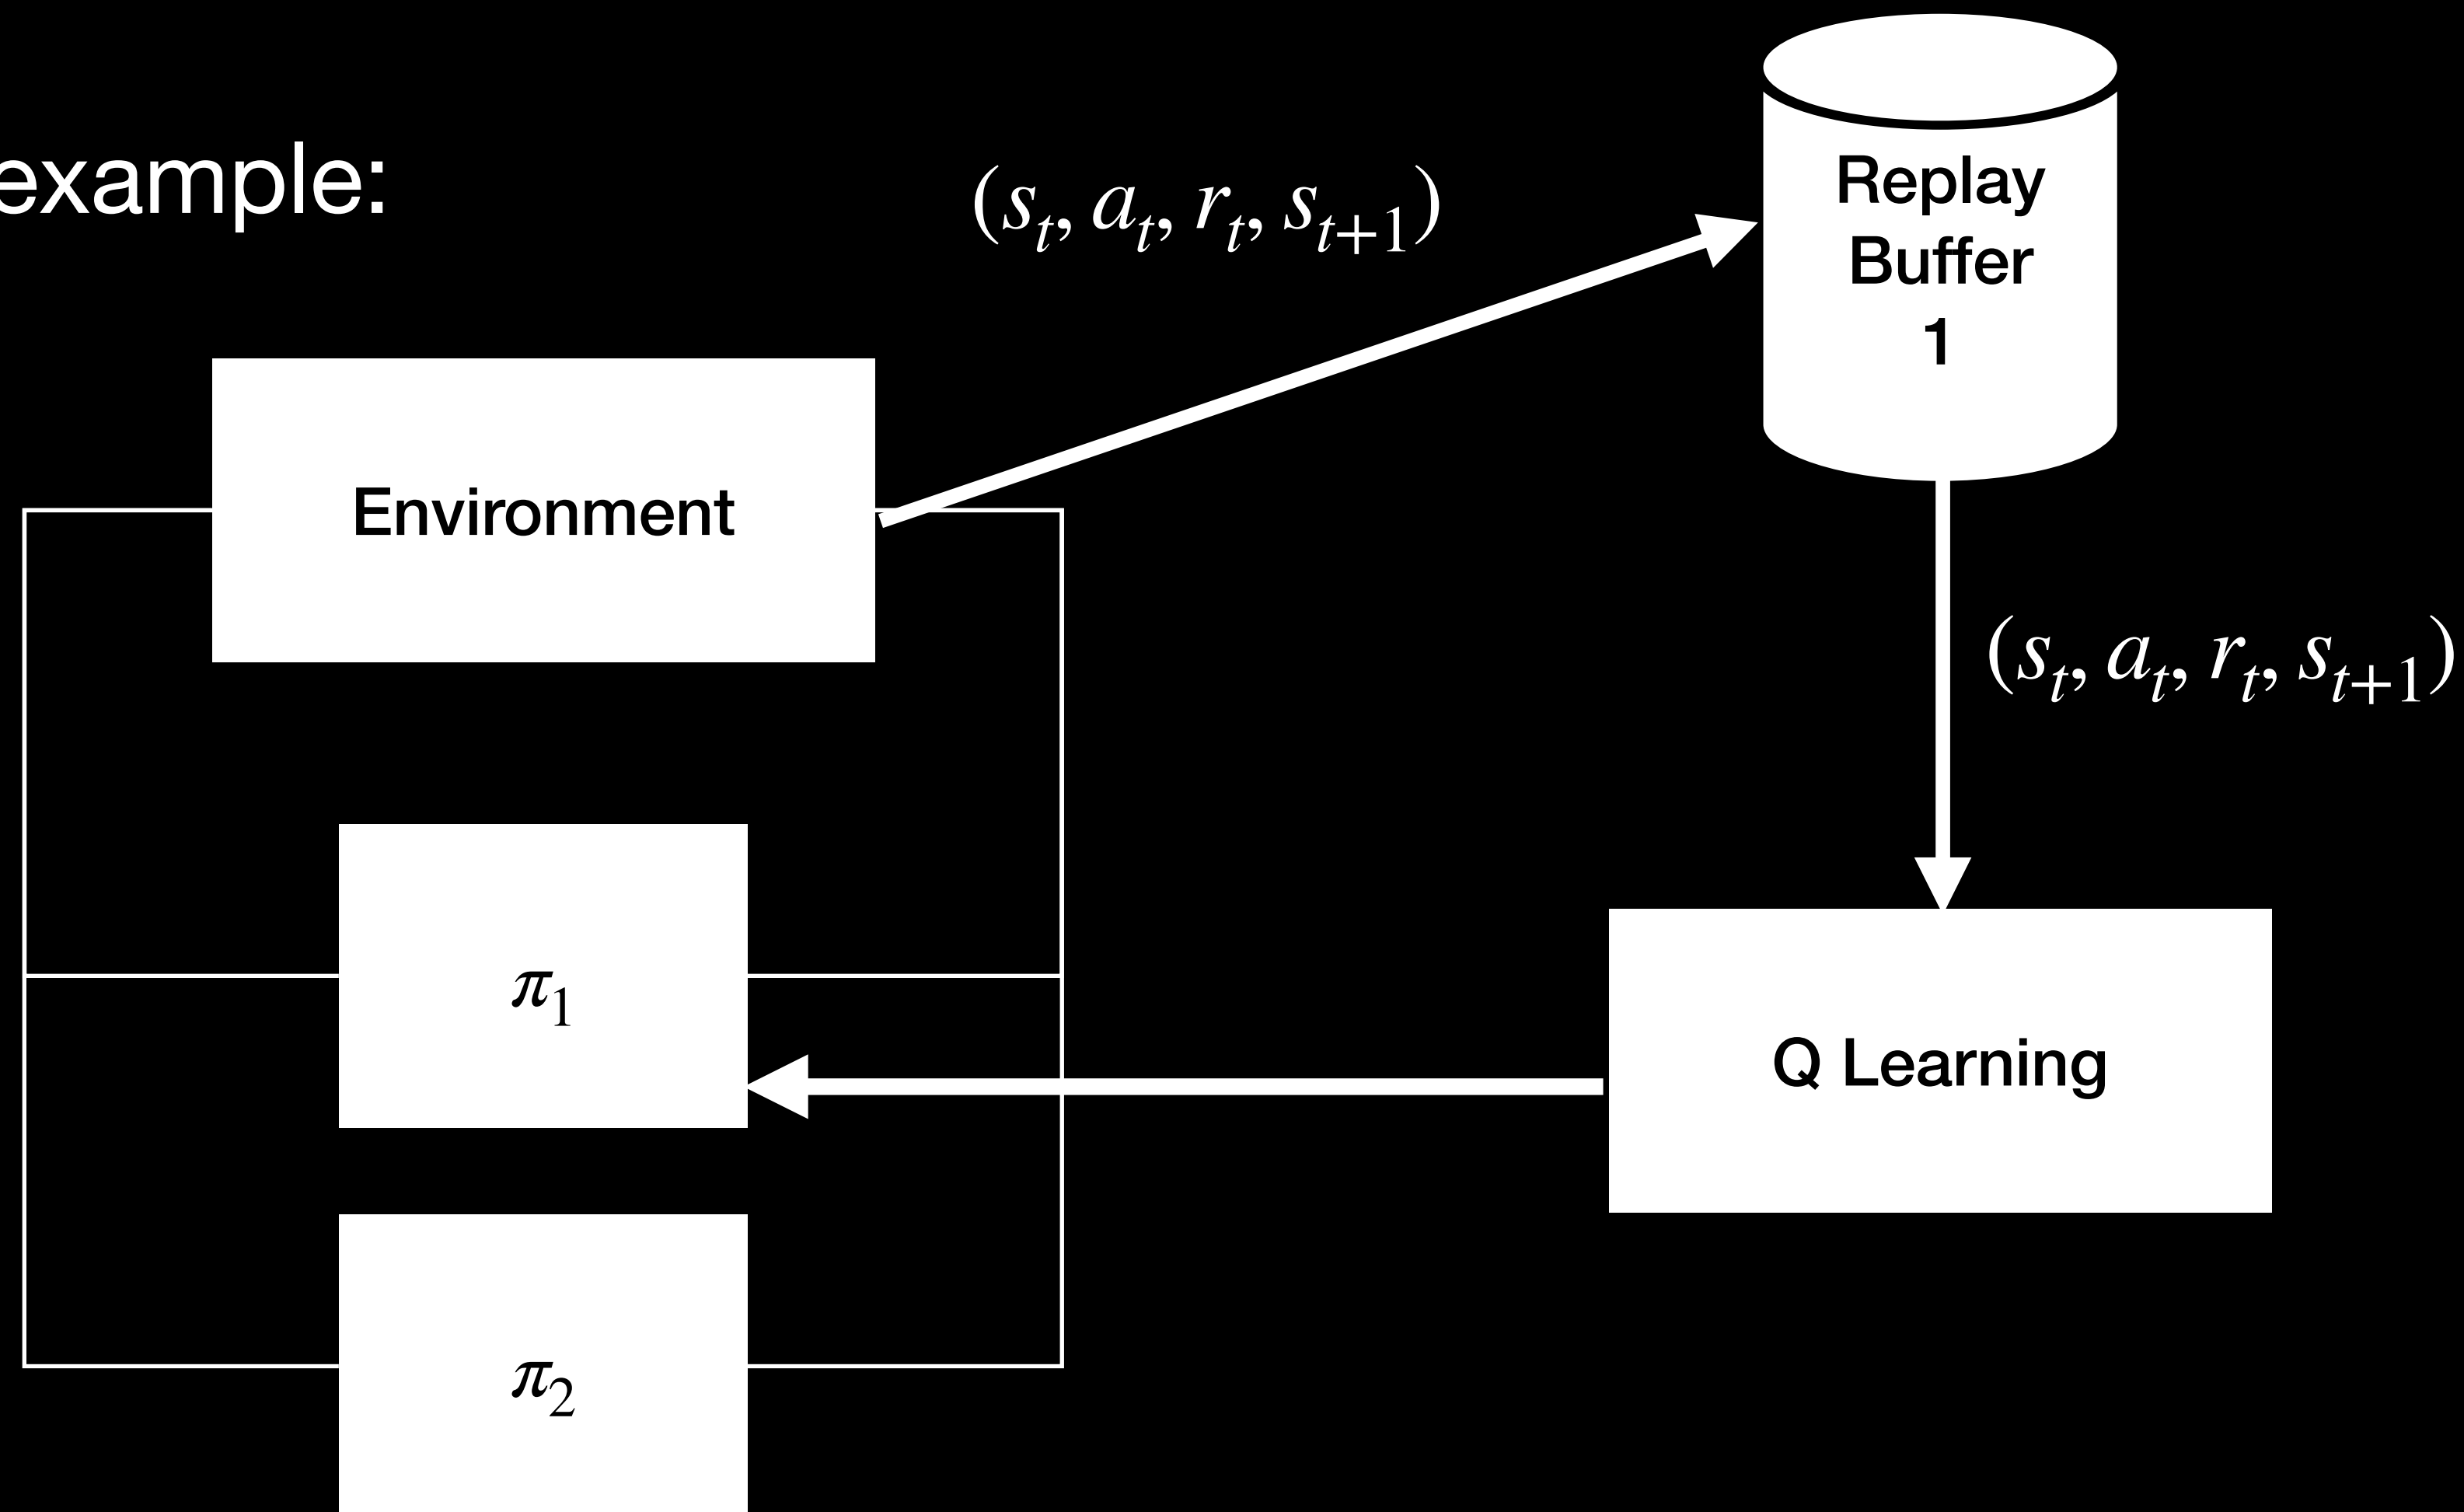 example:
(s_t, a_t, r_t, s_{t+1})
Replay
Buffer
1
Environment
(s_t, a_t, r_t, s_{t+1})
π_1
Q Learning
π_2